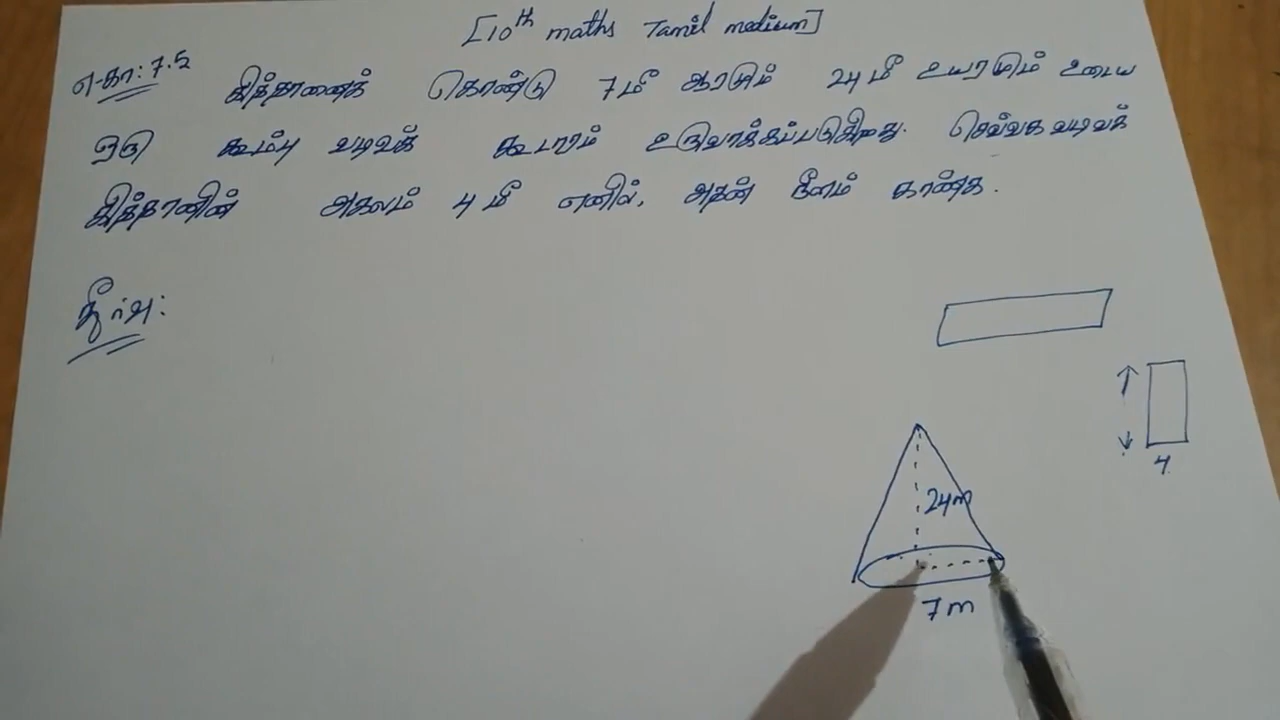 [10th maths Tamil medium]
எ.கா: 7.5 கித்தானைக் கொண்டு 7மீ ஆரமும் 24 மீ உயரமும் உடைய
ஒரு கூம்பு வடிவக் கூடாரம் உருவாக்கப்படுகிறது. செவ்வக வடிவக்
கித்தானின் அகலம் 4 மீ எனில், அதன் நீளம் காண்க.
தீர்வு:
4
24m
7m